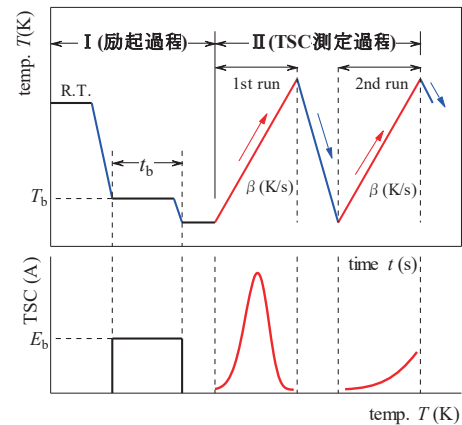 I (励起過程)
II (TSC測定過程)
temp. T(K)
R.T.
1st run
2nd run
t_b
T_b
β (K/s)
β (K/s)
time t (s)
TSC (A)
E_b
temp. T (K)